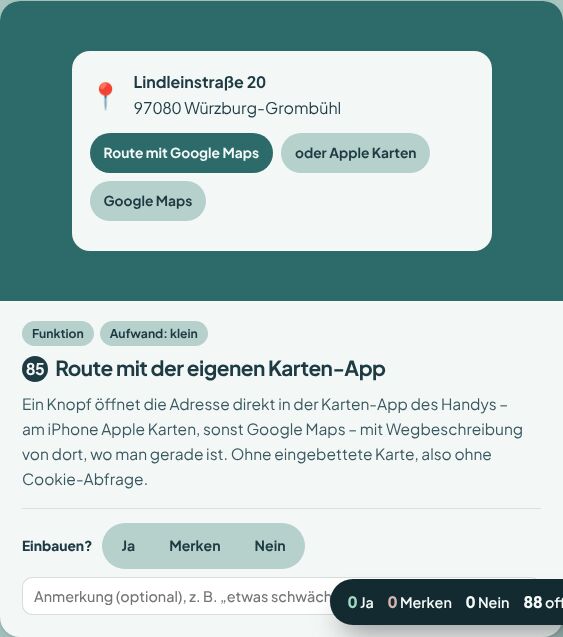 Lindleinstraße 20
97080 Würzburg-Grombühl
Route mit Google Maps
oder Apple Karten
Google Maps
Funktion
Aufwand: klein
85 Route mit der eigenen Karten-App
Ein Knopf öffnet die Adresse direkt in der Karten-App des Handys –
am iPhone Apple Karten, sonst Google Maps – mit Wegbeschreibung
von dort, wo man gerade ist. Ohne eingebettete Karte, also ohne
Cookie-Abfrage.
Einbauen?
Ja
Merken
Nein
Anmerkung (optional), z. B. „etwas schwäch
0 Ja
0 Merken
0 Nein
88 off